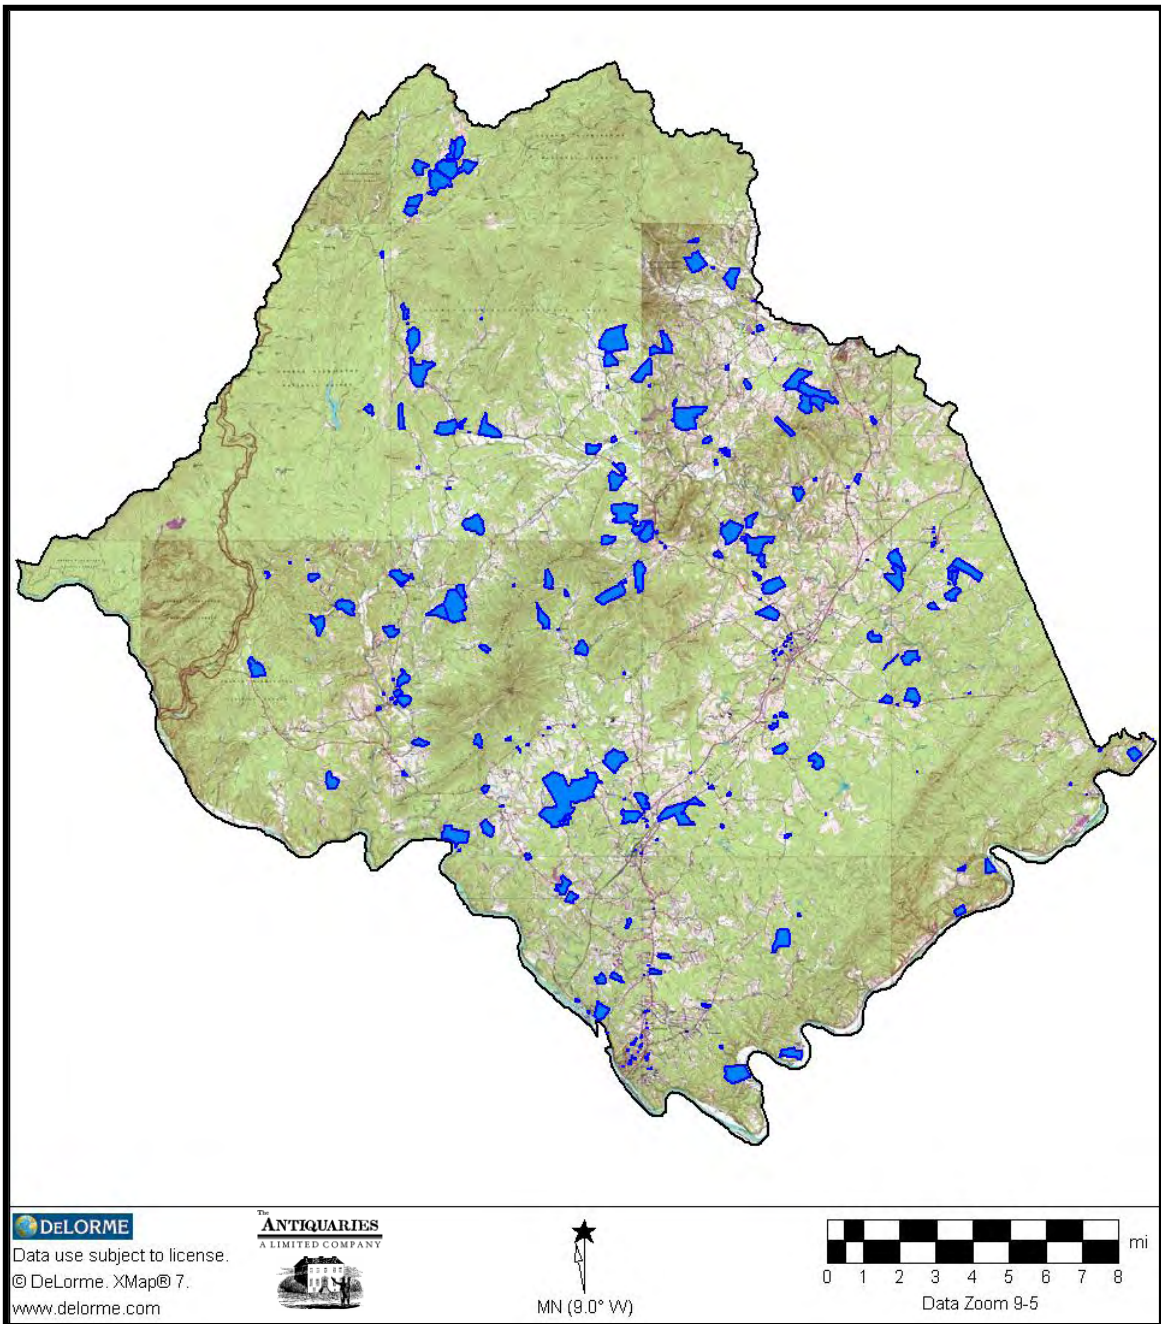 DELORME
Data use subject to license.
© DeLorme. XMap® 7.
www.delorme.com
The
ANTIQUARIES
A LIMITED COMPANY
MN (9.0° W)
mi
0 1 2 3 4 5 6 7 8
Data Zoom 9-5